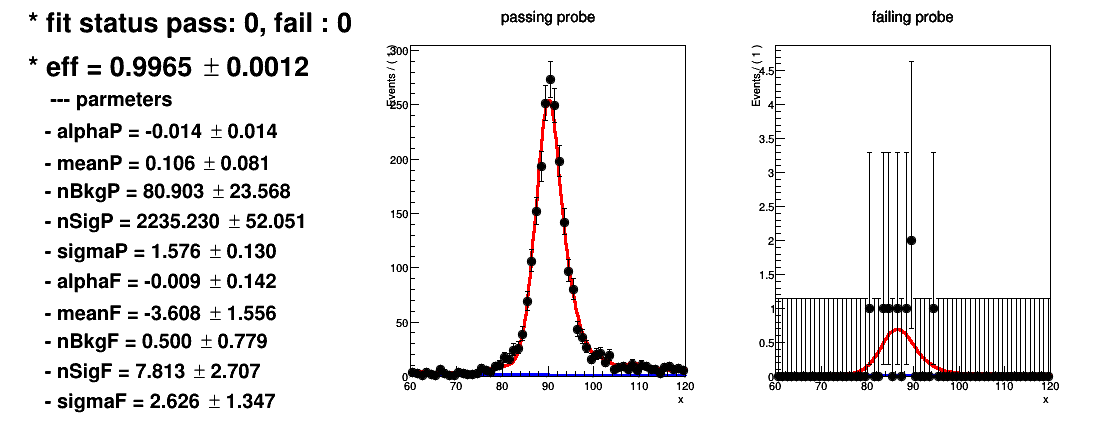 * fit status pass: 0, fail : 0
* eff = 0.9965 ± 0.0012
--- parmeters
- alphaP = -0.014 ± 0.014
- meanP = 0.106 ± 0.081
- nBkgP = 80.903 ± 23.568
- nSigP = 2235.230 ± 52.051
- sigmaP = 1.576 ± 0.130
- alphaF = -0.009 ± 0.142
- meanF = -3.608 ± 1.556
- nBkgF = 0.500 ± 0.779
- nSigF = 7.813 ± 2.707
- sigmaF = 2.626 ± 1.347
passing probe
Events / ( 1 )
300
250
200
150
100
50
0
60 70 80 90 100 110 120
x
failing probe
Events / ( 1 )
4.5
4
3.5
3
2.5
2
1.5
1
0.5
0
60 70 80 90 100 110 120
x